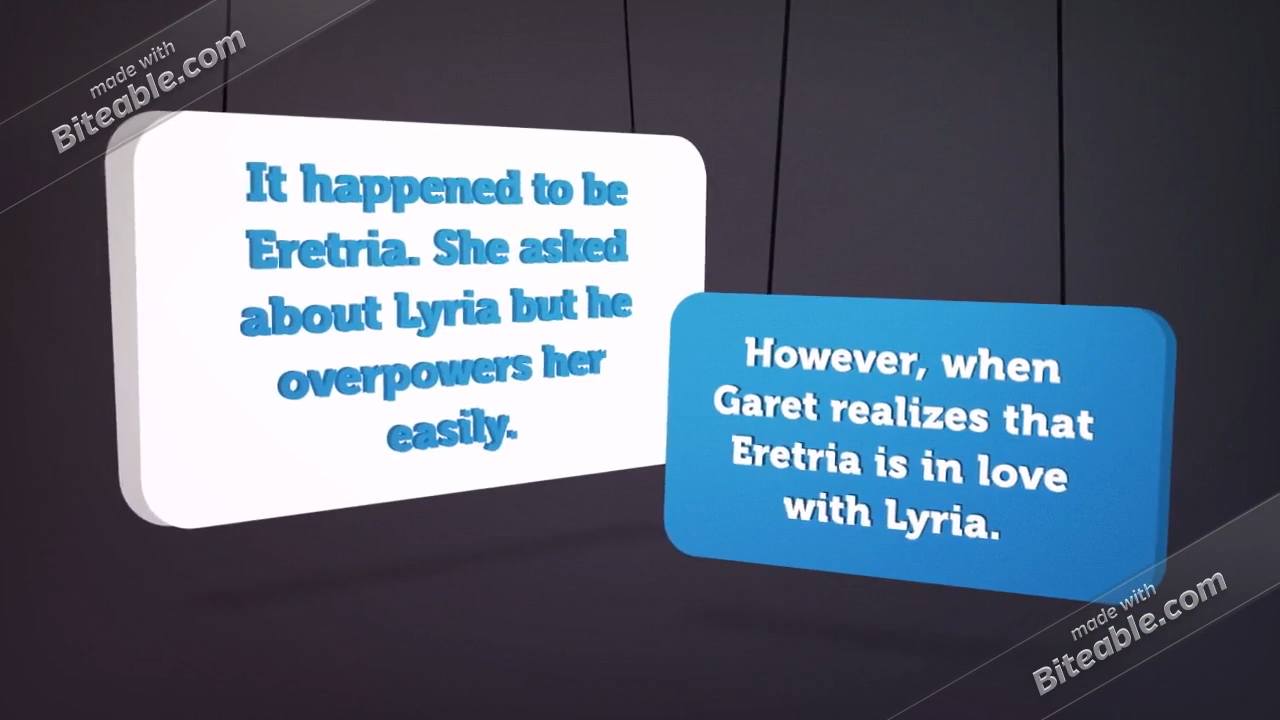 made with
Biteable.com
It happened to be
Eretria. She asked
about Lyria but he
overpowers her
easily.
However, when
Garet realizes that
Eretria is in love
with Lyria.
made with
Biteable.com